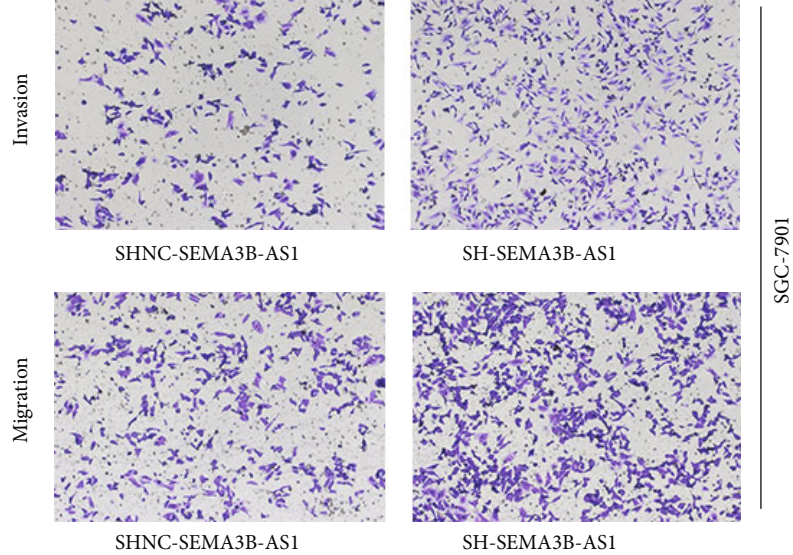 Invasion
SHNC-SEMA3B-AS1
SH-SEMA3B-AS1
Migration
SHNC-SEMA3B-AS1
SH-SEMA3B-AS1
SGC-7901